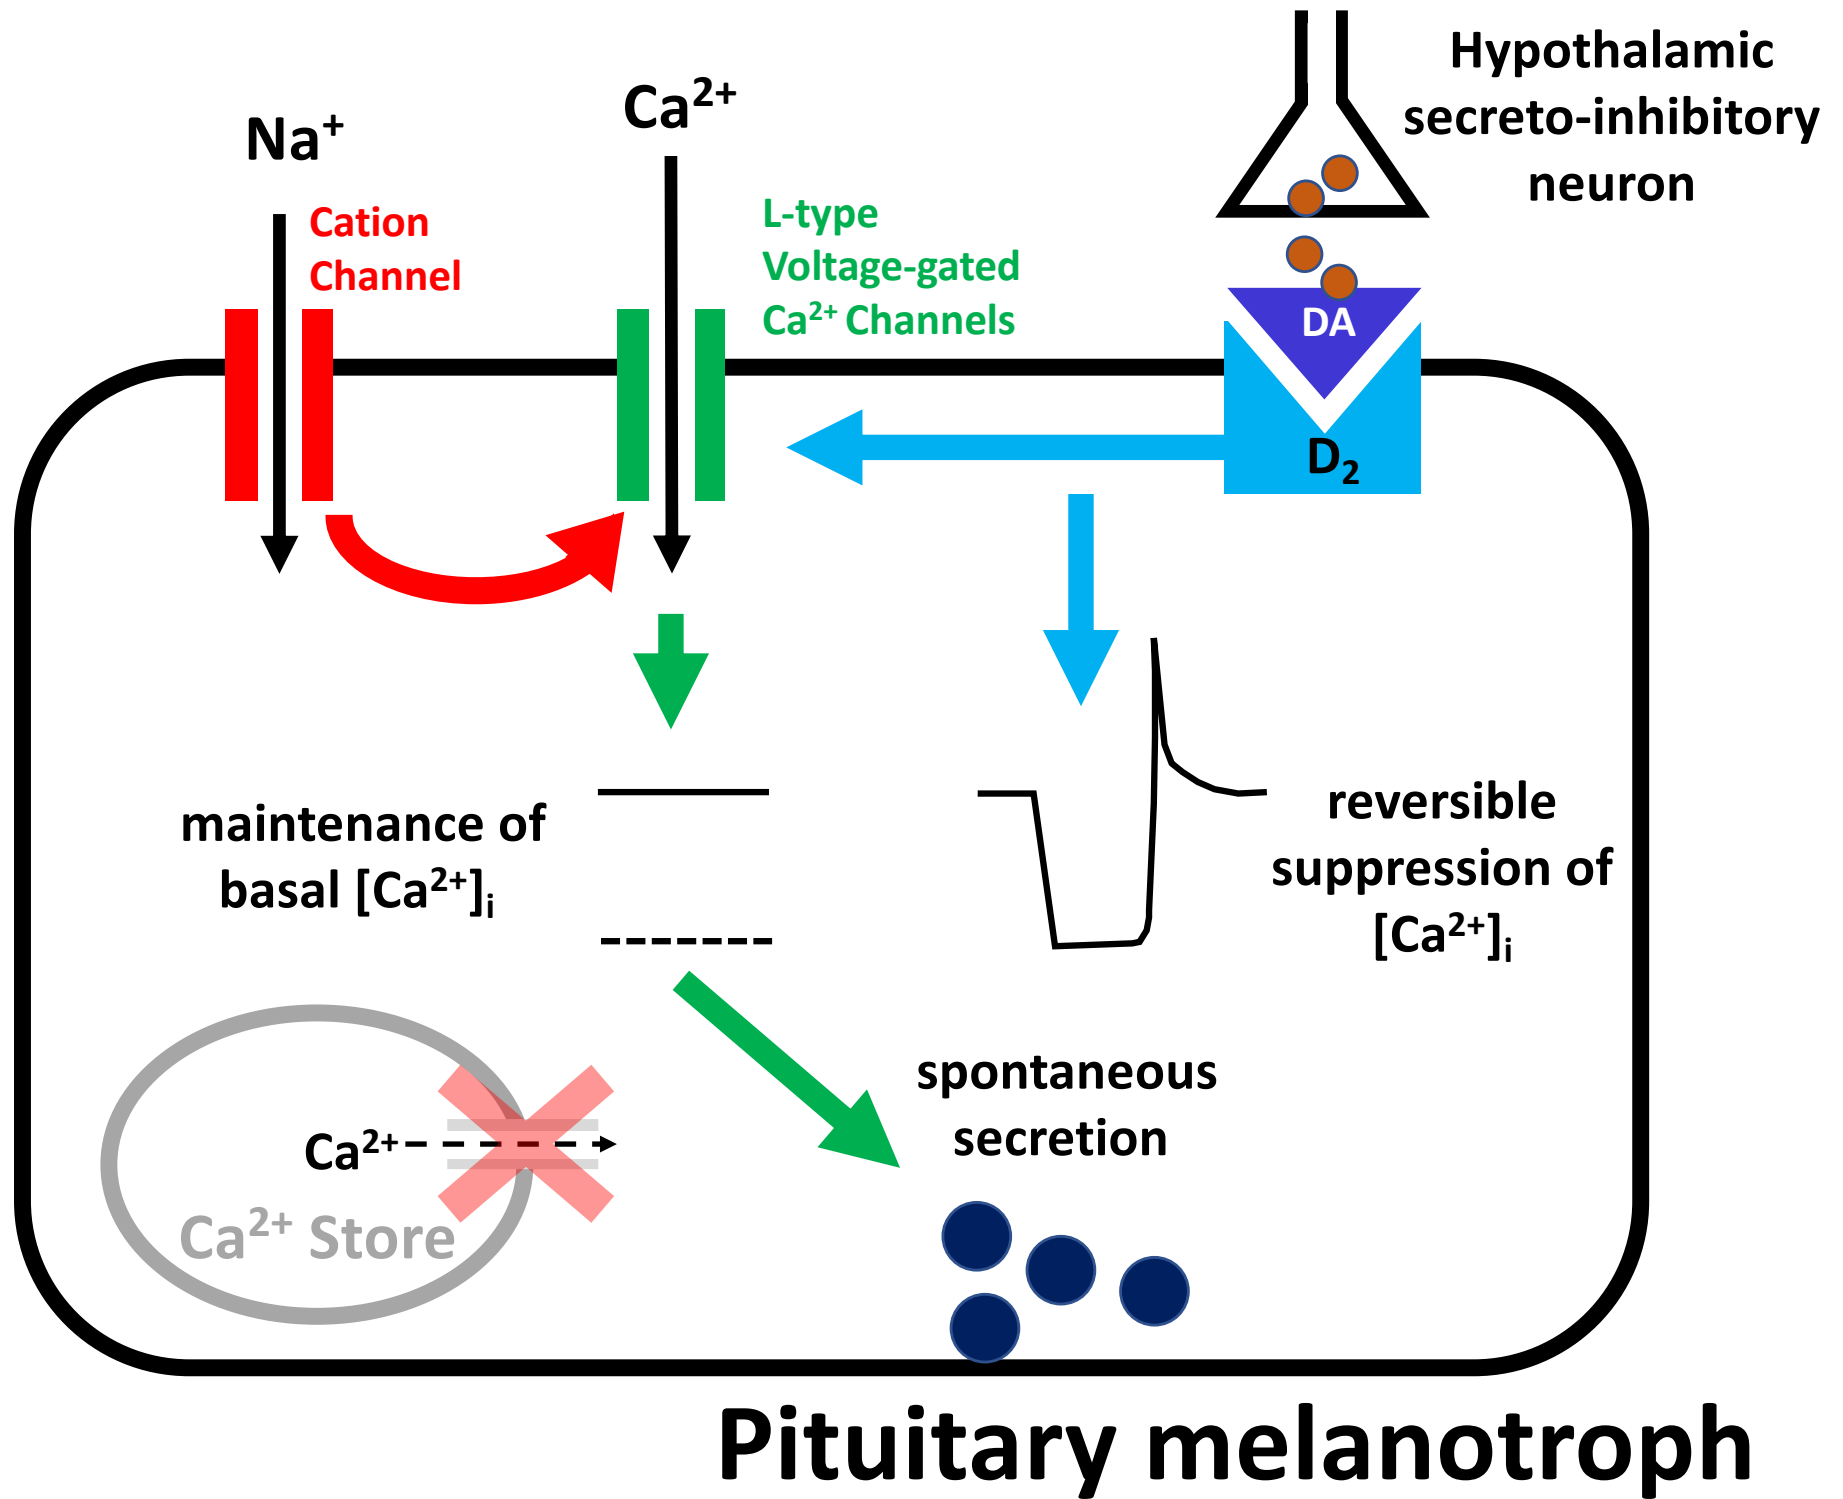 Hypothalamic
secreto-inhibitory
neuron
Na⁺
Ca²⁺
Cation
Channel
L-type
Voltage-gated
Ca²⁺ Channels
DA
D₂
maintenance of
basal [Ca²⁺]ᵢ
reversible
suppression of
[Ca²⁺]ᵢ
spontaneous
secretion
Ca²⁺
Ca²⁺ Store
Pituitary melanotroph